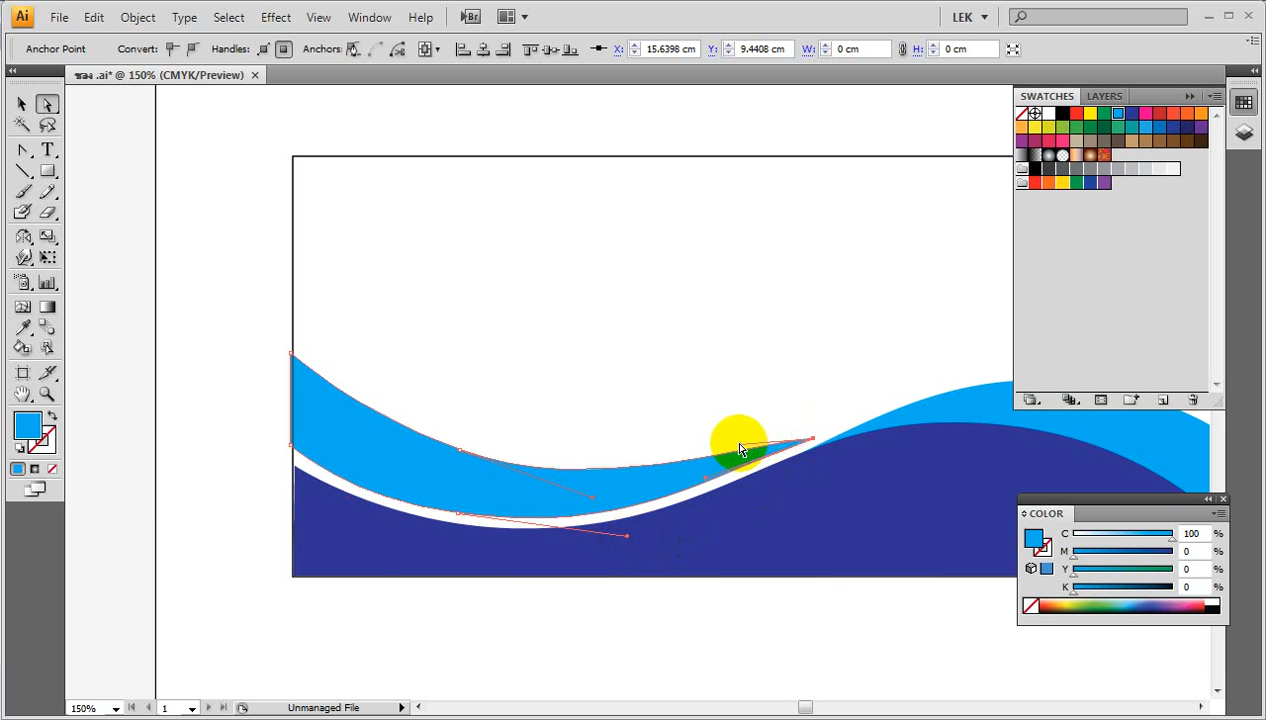 Ai File Edit Object Type Select Effect View Window Help Br LEK
Anchor Point Convert: Handles: Anchors: X: 15.6398 cm Y: 9.4408 cm W: 0 cm H: 0 cm
.ai* @ 150% (CMYK/Preview)
SWATCHES LAYERS
T
COLOR
C 100 %
M 0 %
Y 0 %
K 0 %
150% 1 Unmanaged File